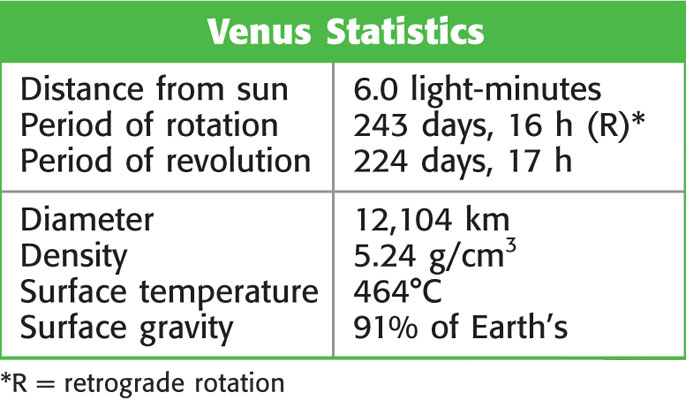 Venus Statistics
Distance from sun 6.0 light-minutes
Period of rotation 243 days, 16 h (R)*
Period of revolution 224 days, 17 h
Diameter 12,104 km
Density 5.24 g/cm³
Surface temperature 464°C
Surface gravity 91% of Earth’s
*R = retrograde rotation